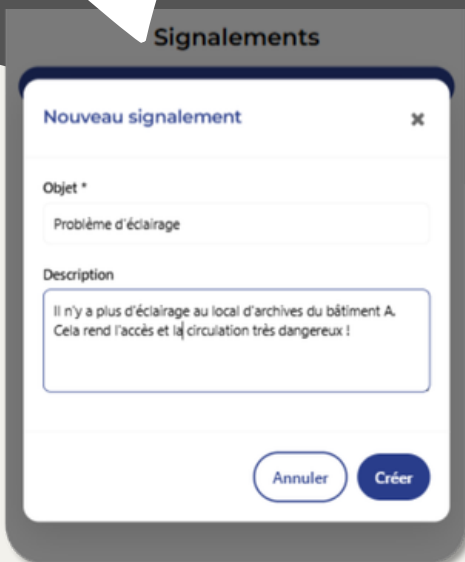 Signalements
Nouveau signalement
Objet *
Problème d'éclairage
Description
Il n'y a plus d'éclairage au local d'archives du bâtiment A.
Cela rend l'accès et la circulation très dangereux !
Annuler
Créer